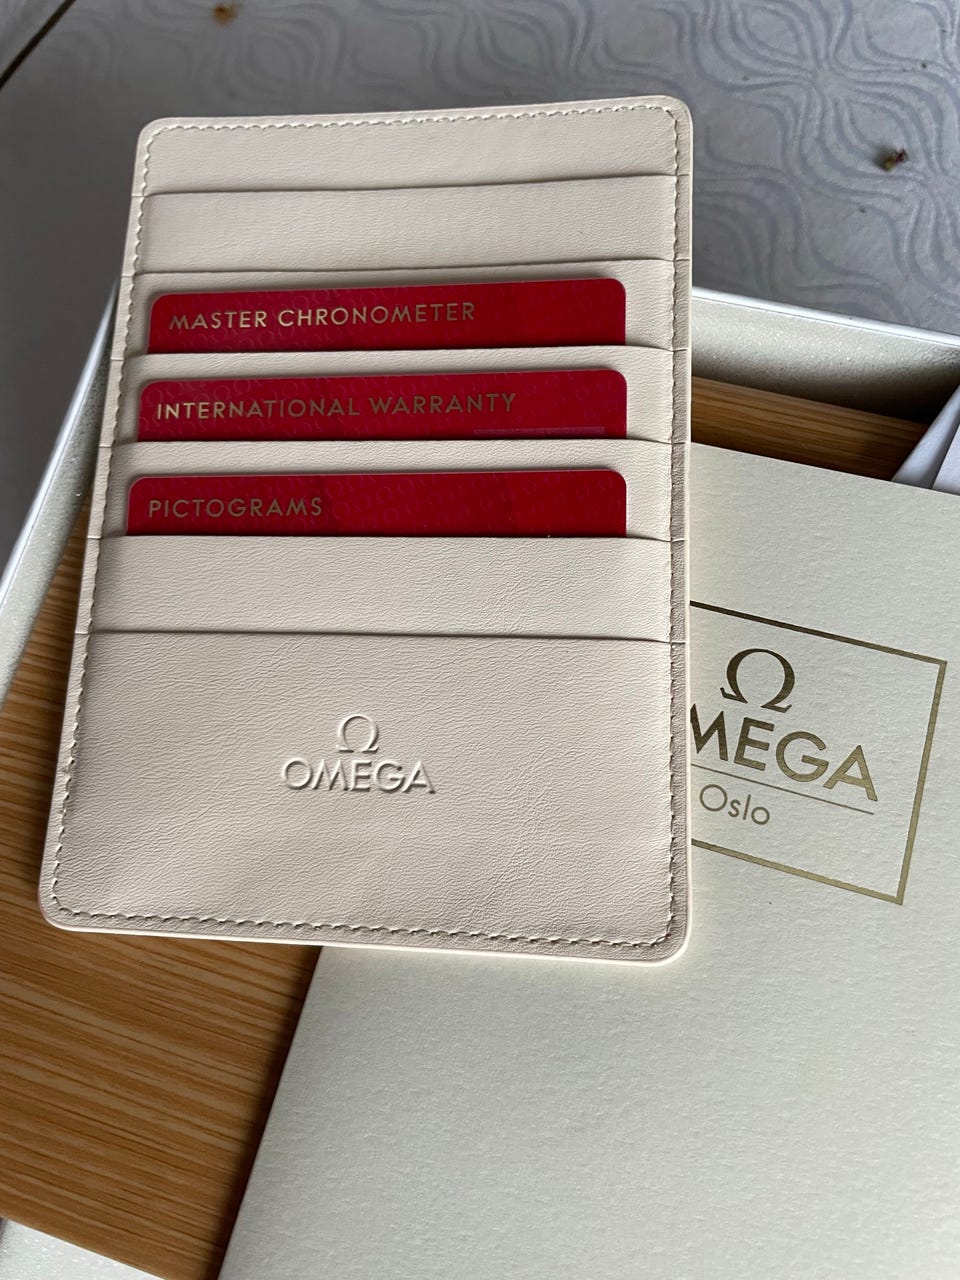 MASTER CHRONOMETER
INTERNATIONAL WARRANTY
PICTOGRAMS
Ω
OMEGA
Ω
OMEGA
Oslo